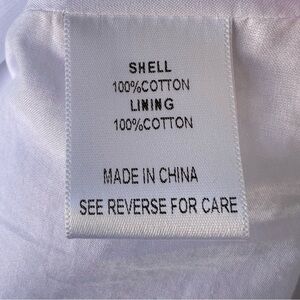 SHELL
100%COTTON
LINING
100%COTTON
MADE IN CHINA
SEE REVERSE FOR CARE